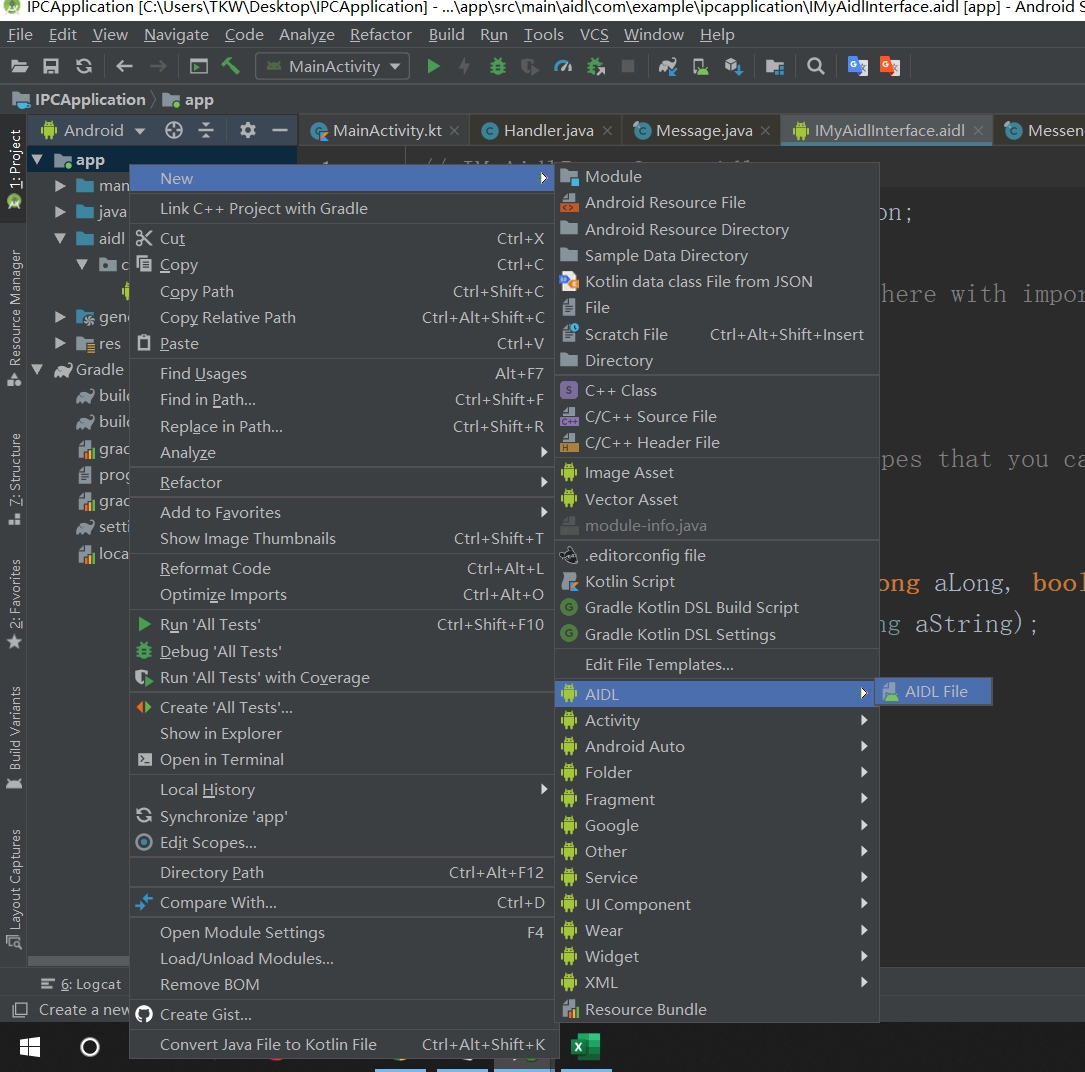 IPCApplication [C:\Users\TKW\Desktop\IPCApplication] - ...\app\src\main\aidl\com\example\ipcapplication\IMyAidlInterface.aidl [app] - Android S
File Edit View Navigate Code Analyze Refactor Build Run Tools VCS Window Help
MainActivity
IPCApplication app
Android
MainActivity.kt Handler.java Message.java IMyAidlInterface.aidl Messen
1: Project
Resource Manager
7: Structure
2: Favorites
Build Variants
Layout Captures
app
man
java
aidl
c
gene
res
Gradle
build
build
grad
prog
grad
setti
loca
New
Link C++ Project with Gradle
Cut Ctrl+X
Copy Ctrl+C
Copy Path Ctrl+Shift+C
Copy Relative Path Ctrl+Alt+Shift+C
Paste Ctrl+V
Find Usages Alt+F7
Find in Path... Ctrl+Shift+F
Replace in Path... Ctrl+Shift+R
Analyze
Refactor
Add to Favorites
Show Image Thumbnails Ctrl+Shift+T
Reformat Code Ctrl+Alt+L
Optimize Imports Ctrl+Alt+O
Run 'All Tests' Ctrl+Shift+F10
Debug 'All Tests'
Run 'All Tests' with Coverage
Create 'All Tests'...
Show in Explorer
Open in Terminal
Local History
Synchronize 'app'
Edit Scopes...
Directory Path Ctrl+Alt+F12
Compare With... Ctrl+D
Open Module Settings F4
Load/Unload Modules...
Remove BOM
Create Gist...
Convert Java File to Kotlin File Ctrl+Alt+Shift+K
Module
Android Resource File
Android Resource Directory
Sample Data Directory
Kotlin data class File from JSON
File
Scratch File Ctrl+Alt+Shift+Insert
Directory
C++ Class
C/C++ Source File
C/C++ Header File
Image Asset
Vector Asset
module-info.java
.editorconfig file
Kotlin Script
Gradle Kotlin DSL Build Script
Gradle Kotlin DSL Settings
Edit File Templates...
AIDL
Activity
Android Auto
Folder
Fragment
Google
Other
Service
UI Component
Wear
Widget
XML
Resource Bundle
AIDL File
on;
here with impor
pes that you ca
ong aLong, bool
ng aString);
6: Logcat
Create a new